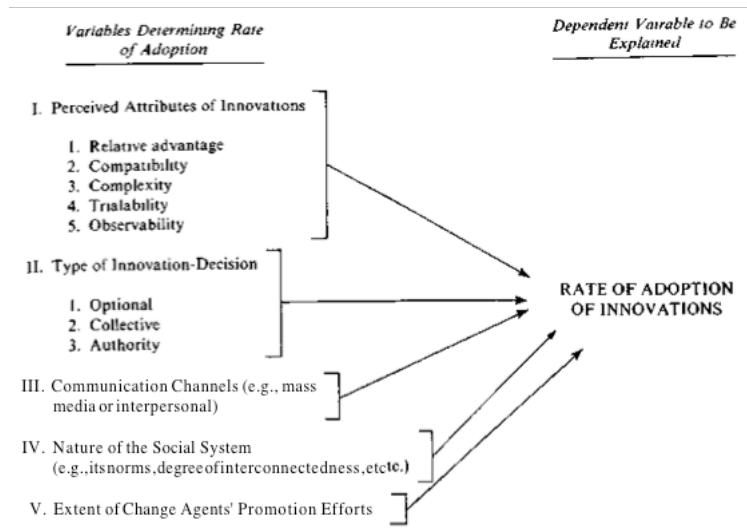 Variables Determining Rate
of Adoption
Dependent Vairable to Be
Explained
I. Perceived Attributes of Innovations
1. Relative advantage
2. Compatibility
3. Complexity
4. Trialability
5. Observability
II. Type of Innovation-Decision
1. Optional
2. Collective
3. Authority
RATE OF ADOPTION
OF INNOVATIONS
III. Communication Channels (e.g., mass
media or interpersonal)
IV. Nature of the Social System
(e.g., its norms, degree of interconnectedness, etctc.)
V. Extent of Change Agents' Promotion Efforts